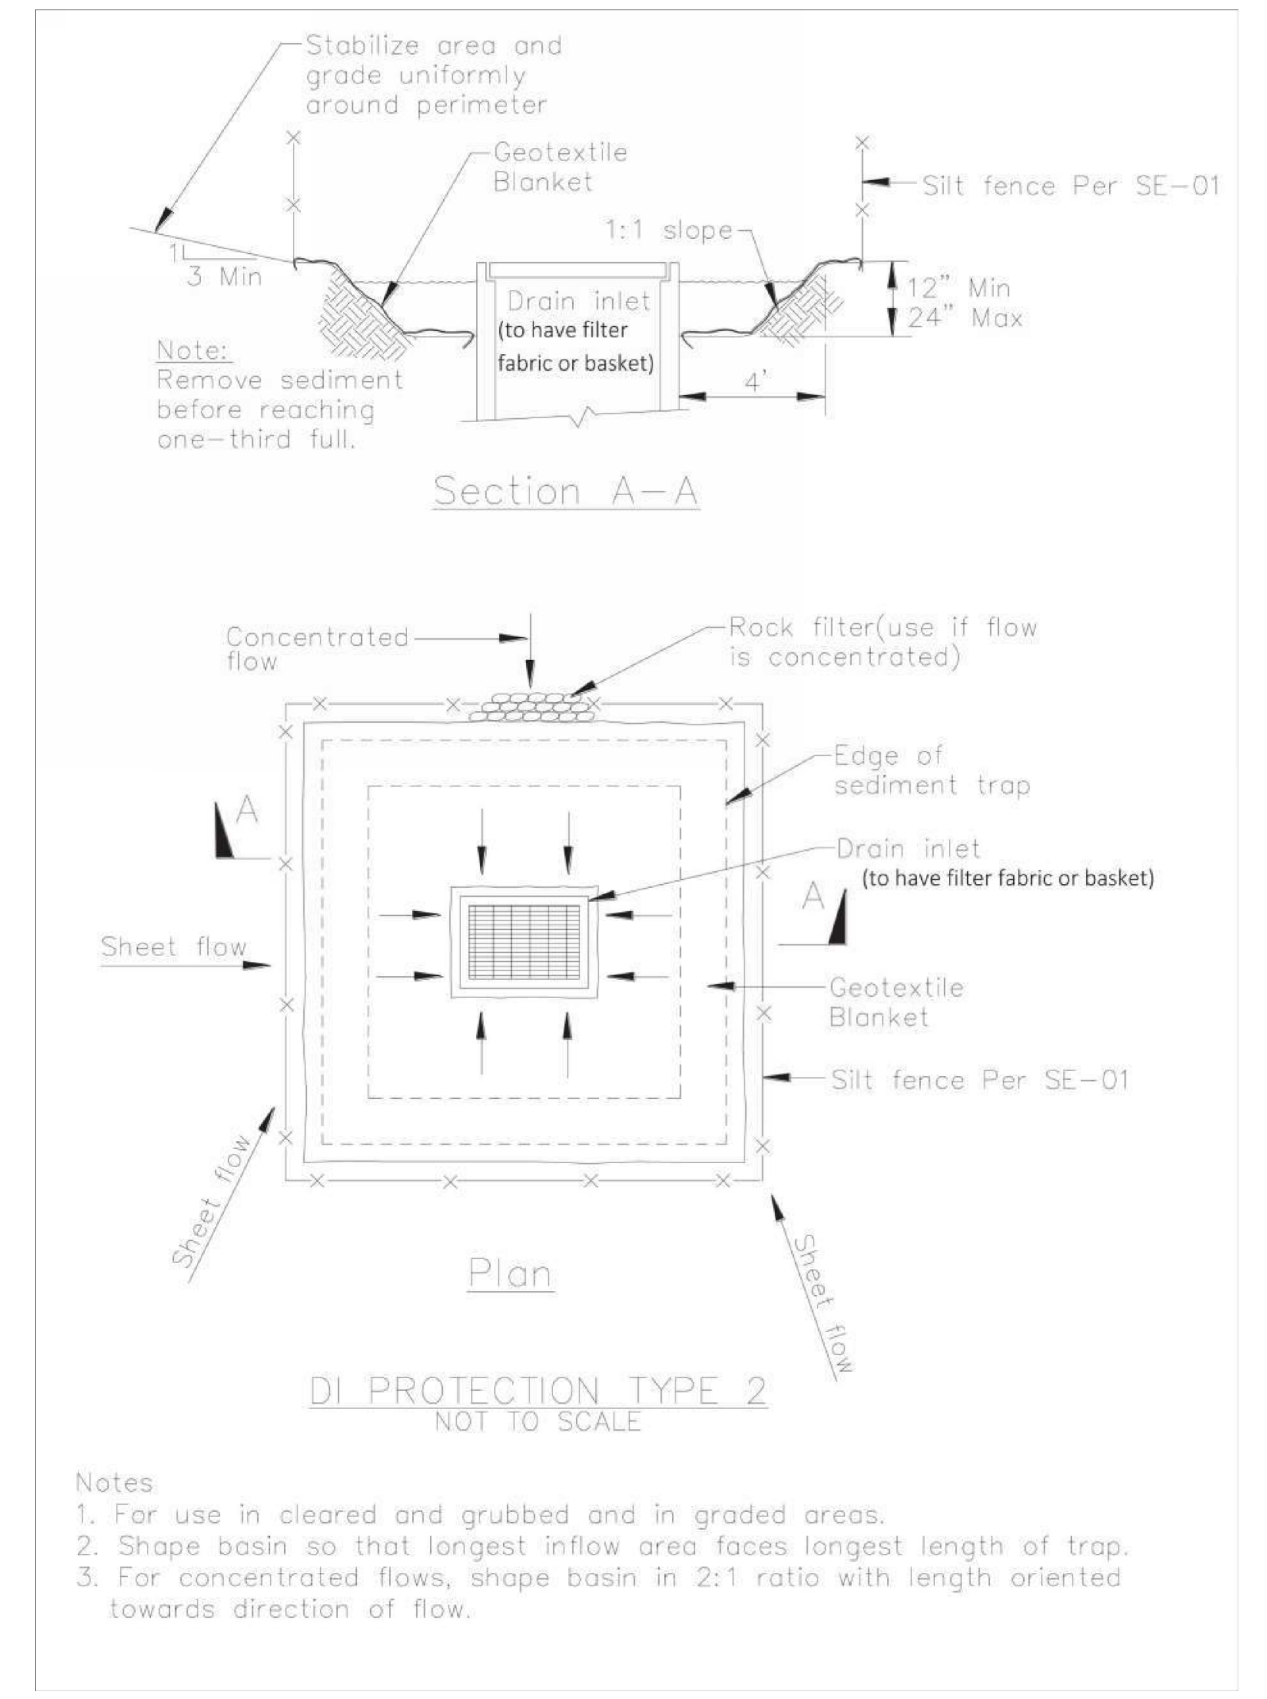 Stabilize area and
grade uniformly
around perimeter
Geotextile
Blanket
Silt fence Per SE-01
1:1 slope
1
3 Min
Drain inlet
(to have filter
fabric or basket)
12" Min
24" Max
4'
Note:
Remove sediment
before reaching
one-third full.
Section A-A
Concentrated
flow
Rock filter(use if flow
is concentrated)
Edge of
sediment trap
A
Drain inlet
(to have filter fabric or basket)
A
Sheet flow
Geotextile
Blanket
Silt fence Per SE-01
Sheet flow
Sheet flow
Plan
DI PROTECTION TYPE 2
NOT TO SCALE
Notes
1. For use in cleared and grubbed and in graded areas.
2. Shape basin so that longest inflow area faces longest length of trap.
3. For concentrated flows, shape basin in 2:1 ratio with length oriented
towards direction of flow.